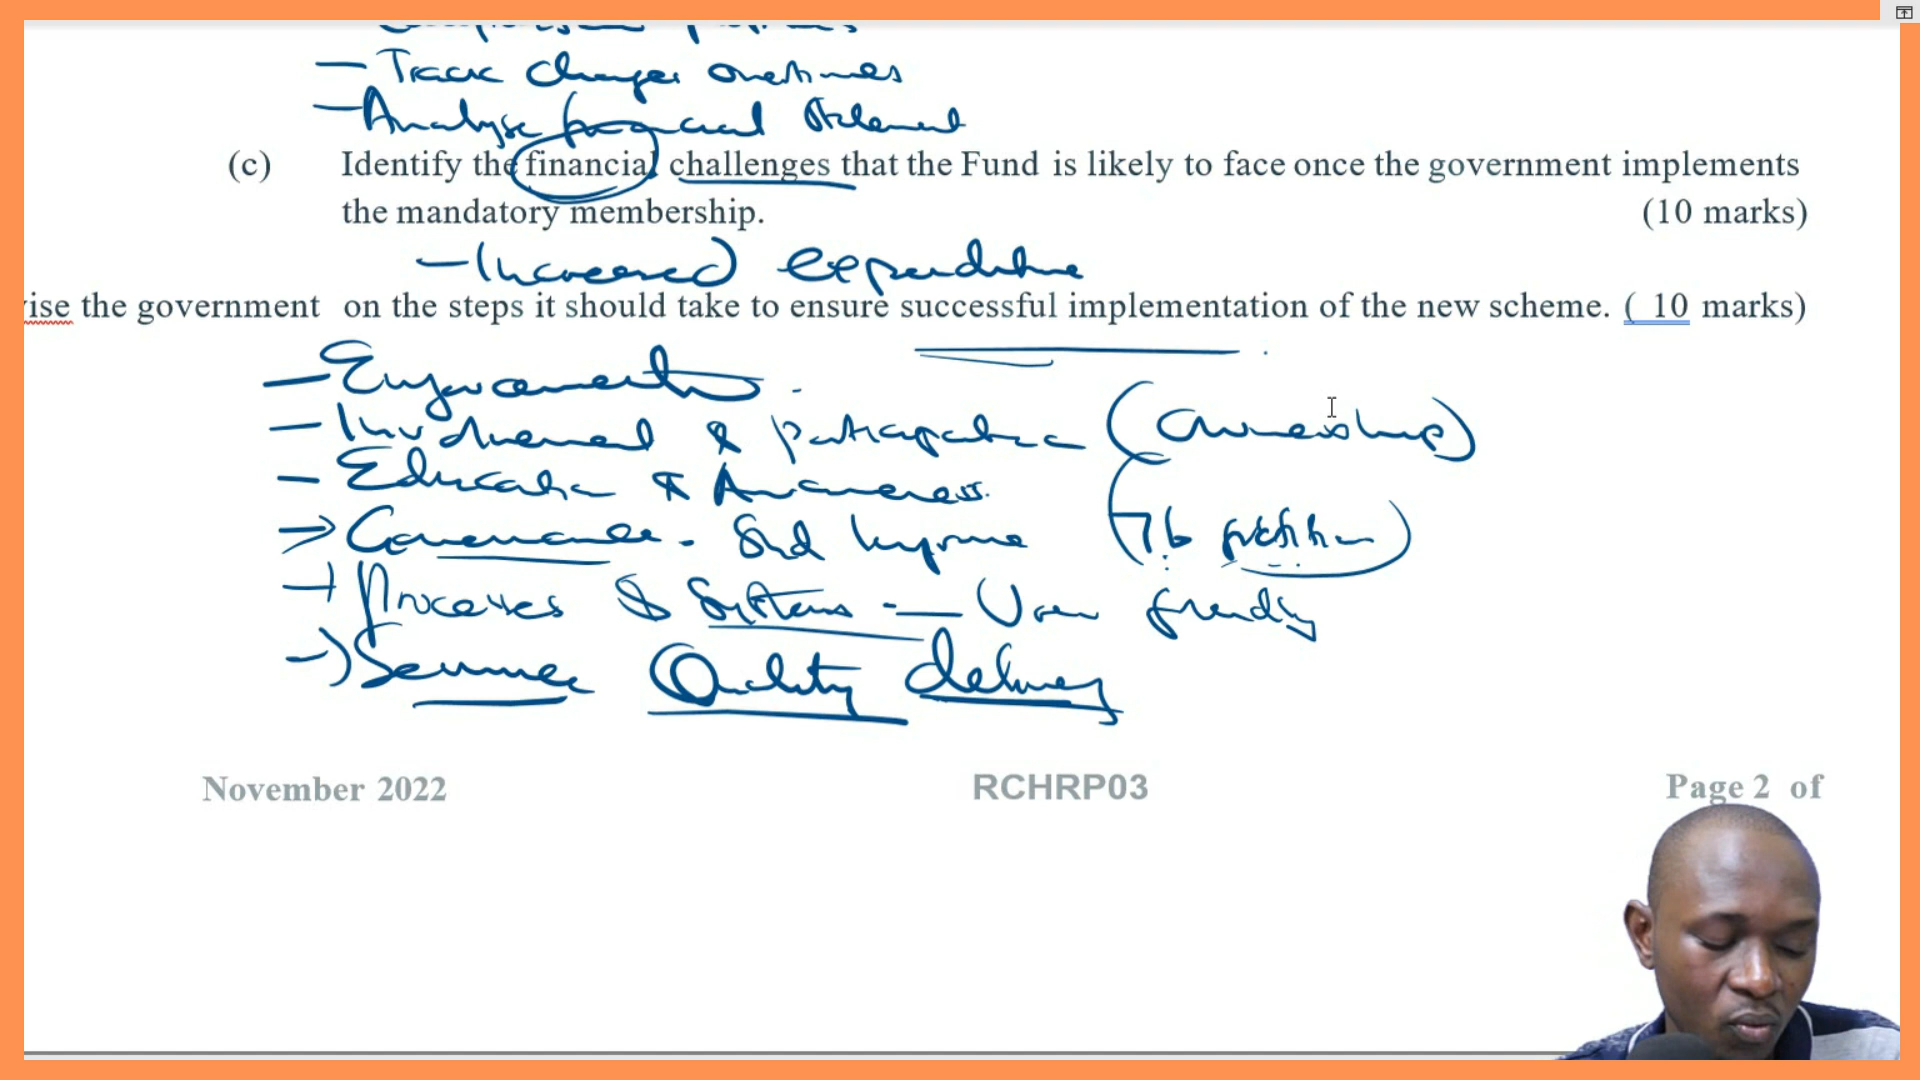 - Track changes overtimes
- Analyse financial statement
(c) Identify the financial challenges that the Fund is likely to face once the government implements
the mandatory membership. (10 marks)
- Increased expenditure
ise the government on the steps it should take to ensure successful implementation of the new scheme. ( 10 marks)
- Involvement & participation (Ownership)
- Education & Awareness.
→ Governance -
→ Processes & Systems - User friendly
→ Service Quality delivery
November 2022 RCHRP03 Page 2 of